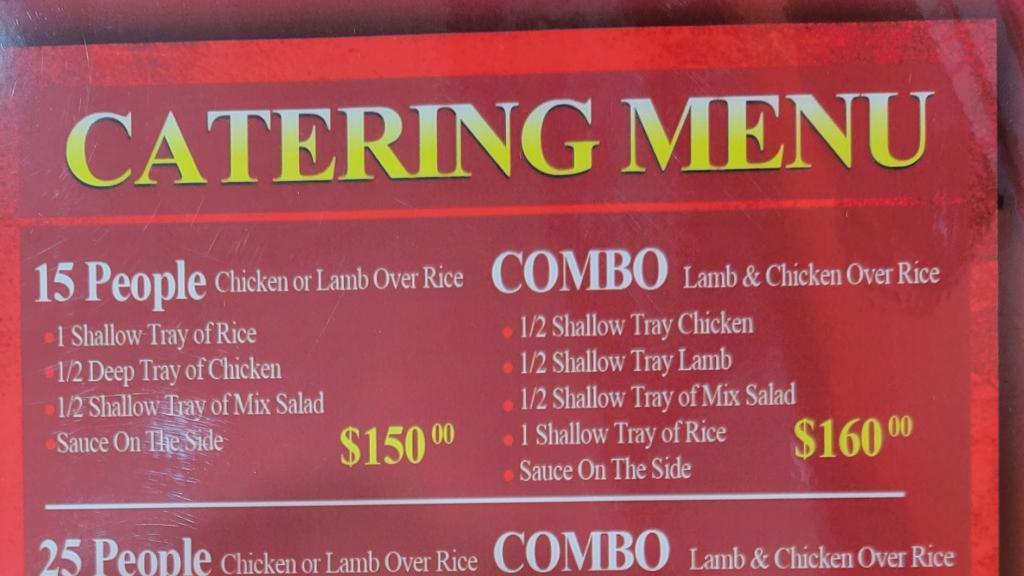 CATERING MENU
15 People Chicken or Lamb Over Rice
1 Shallow Tray of Rice
1/2 Deep Tray of Chicken
1/2 Shallow Tray of Mix Salad
Sauce On The Side
$150 00
COMBO Lamb & Chicken Over Rice
1/2 Shallow Tray Chicken
1/2 Shallow Tray Lamb
1/2 Shallow Tray of Mix Salad
1 Shallow Tray of Rice
Sauce On The Side
$160 00
25 People Chicken or Lamb Over Rice
COMBO Lamb & Chicken Over Rice